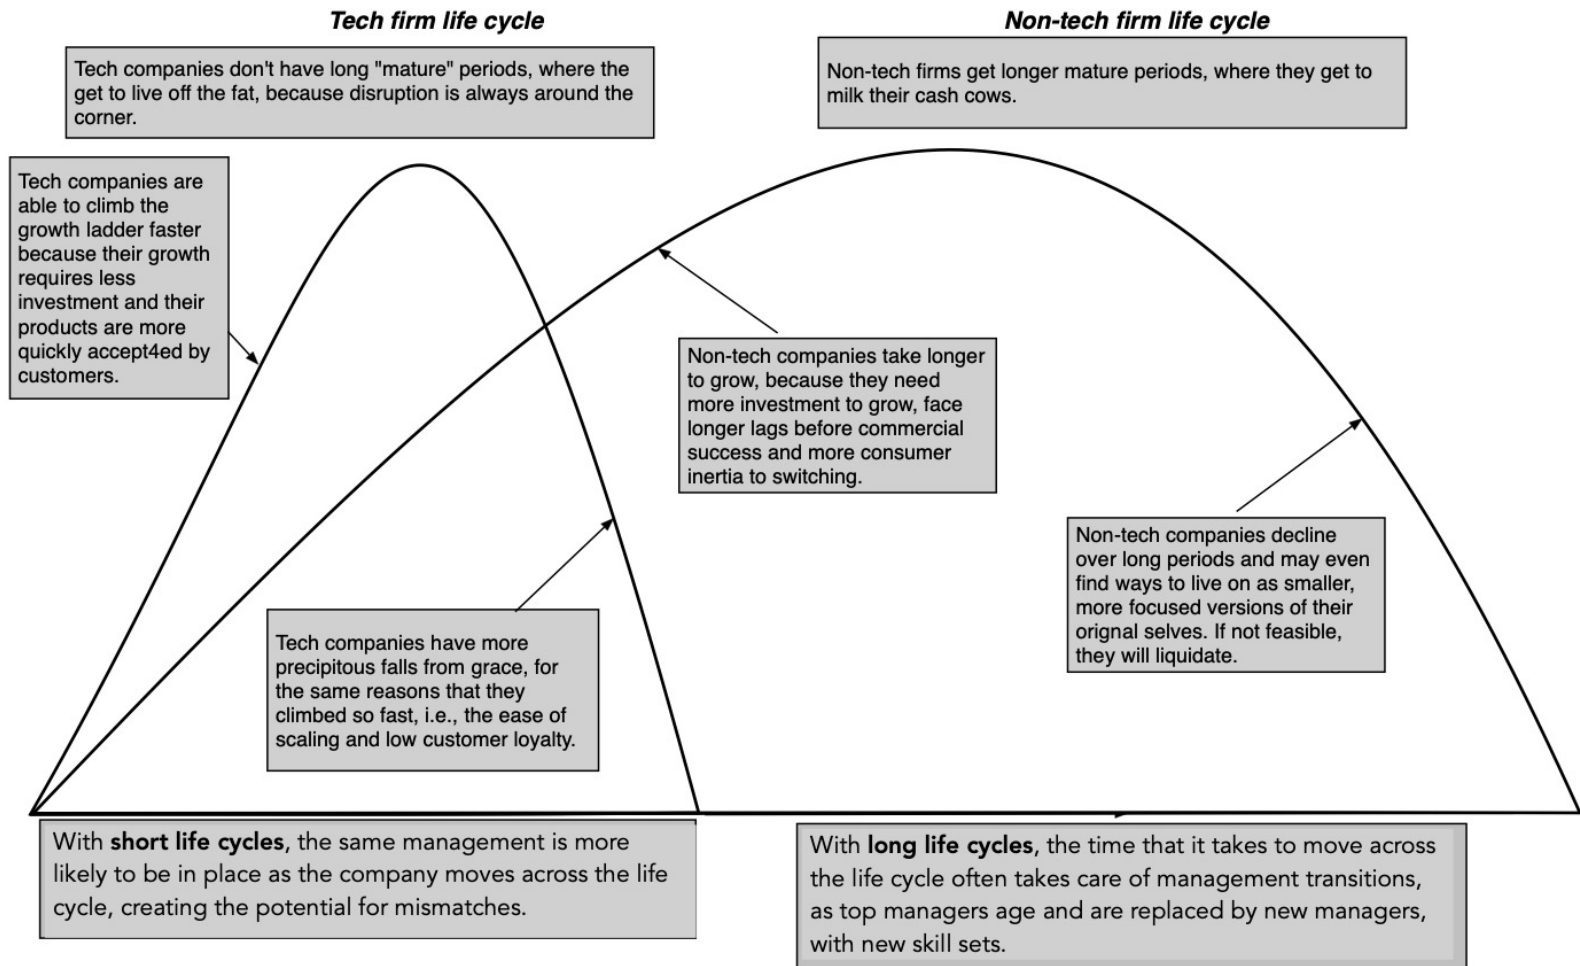 Tech firm life cycle
Non-tech firm life cycle
Tech companies don't have long "mature" periods, where the
get to live off the fat, because disruption is always around the
corner.
Non-tech firms get longer mature periods, where they get to
milk their cash cows.
Tech companies are
able to climb the
growth ladder faster
because their growth
requires less
investment and their
products are more
quickly accept4ed by
customers.
Non-tech companies take longer
to grow, because they need
more investment to grow, face
longer lags before commercial
success and more consumer
inertia to switching.
Non-tech companies decline
over long periods and may even
find ways to live on as smaller,
more focused versions of their
orignal selves. If not feasible,
they will liquidate.
Tech companies have more
precipitous falls from grace, for
the same reasons that they
climbed so fast, i.e., the ease of
scaling and low customer loyalty.
With short life cycles, the same management is more
likely to be in place as the company moves across the life
cycle, creating the potential for mismatches.
With long life cycles, the time that it takes to move across
the life cycle often takes care of management transitions,
as top managers age and are replaced by new managers,
with new skill sets.